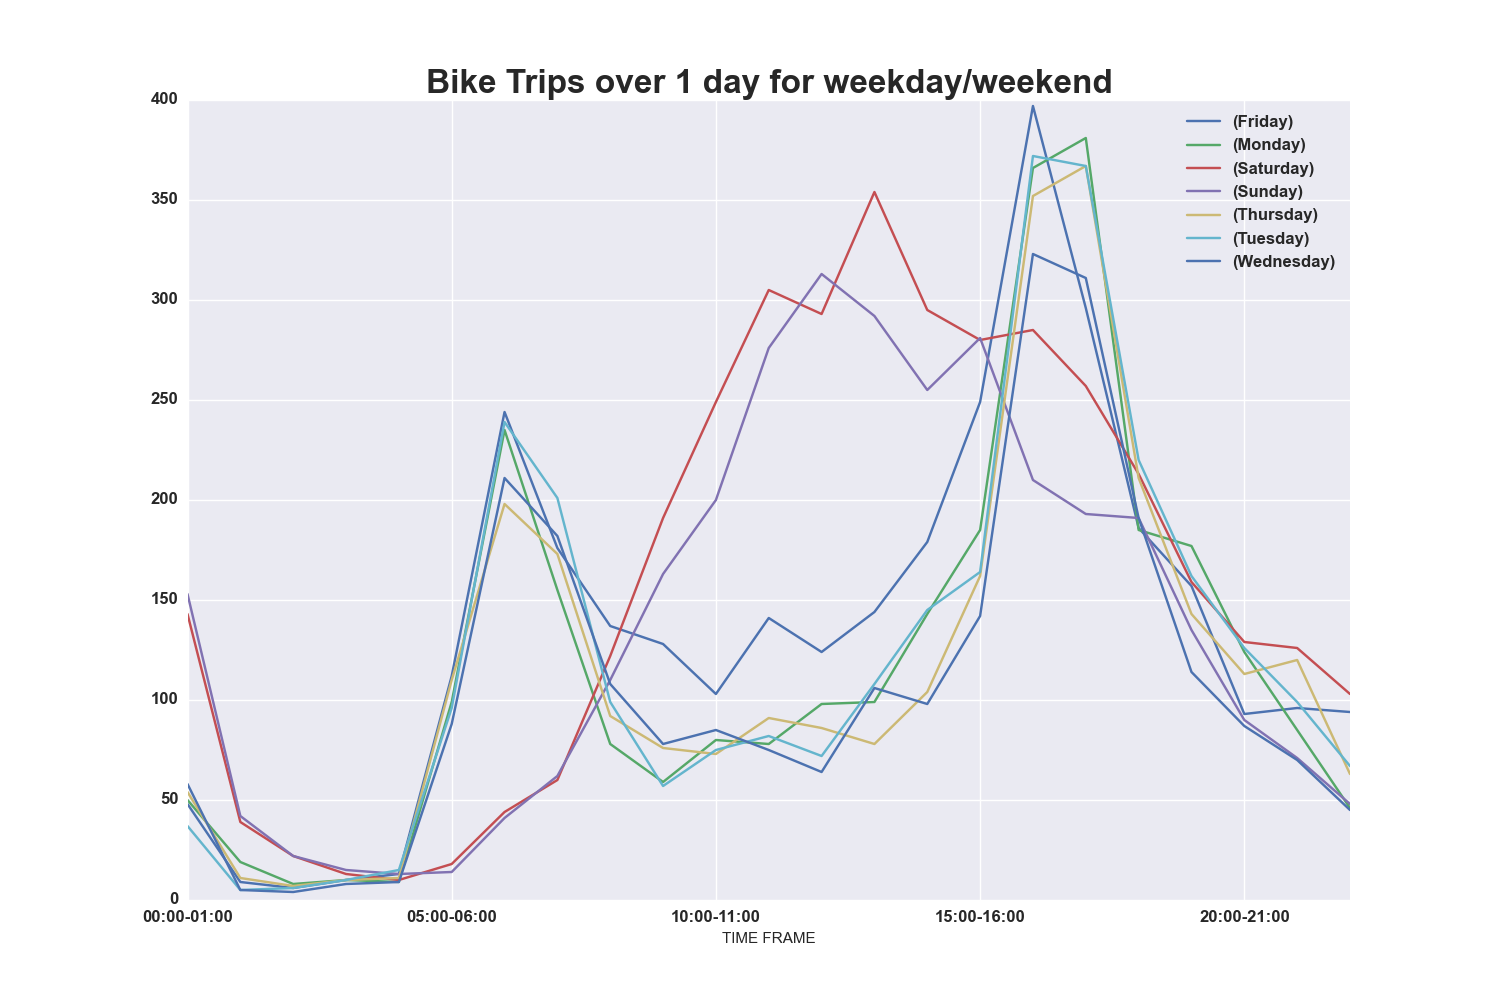 Bike Trips over 1 day for weekday/weekend
400
350
300
250
200
150
100
50
0
(Friday)
(Monday)
(Saturday)
(Sunday)
(Thursday)
(Tuesday)
(Wednesday)
00:00-01:00 05:00-06:00 10:00-11:00 15:00-16:00 20:00-21:00
TIME FRAME